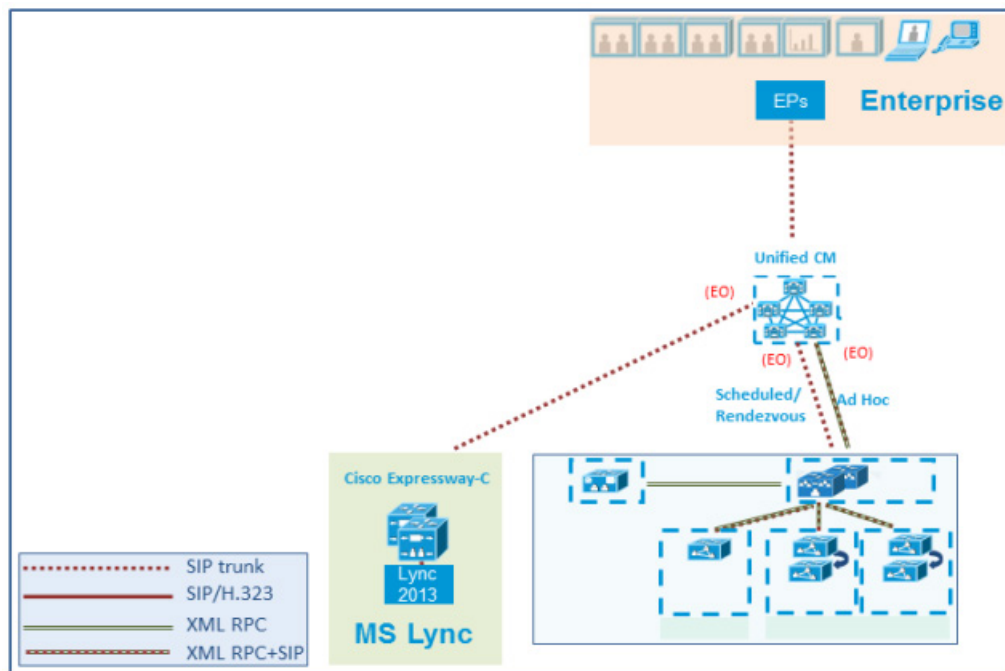 EPs
Enterprise
Unified CM
(EO)
(EO)
(EO)
Scheduled/
Rendezvous
Ad Hoc
Cisco Expressway-C
Lync
2013
MS Lync
SIP trunk
SIP/H.323
XML RPC
XML RPC+SIP